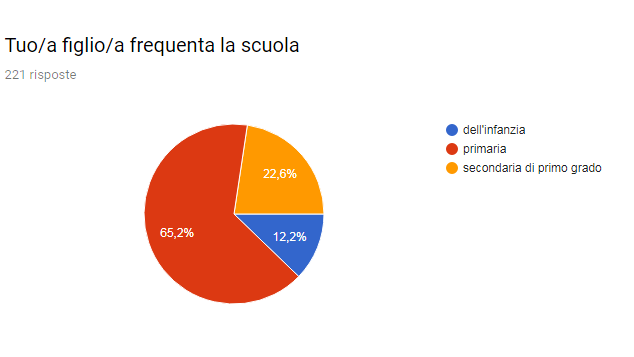 Tuo/a figlio/a frequenta la scuola
221 risposte
dell'infanzia
primaria
secondaria di primo grado
22,6%
12,2%
65,2%